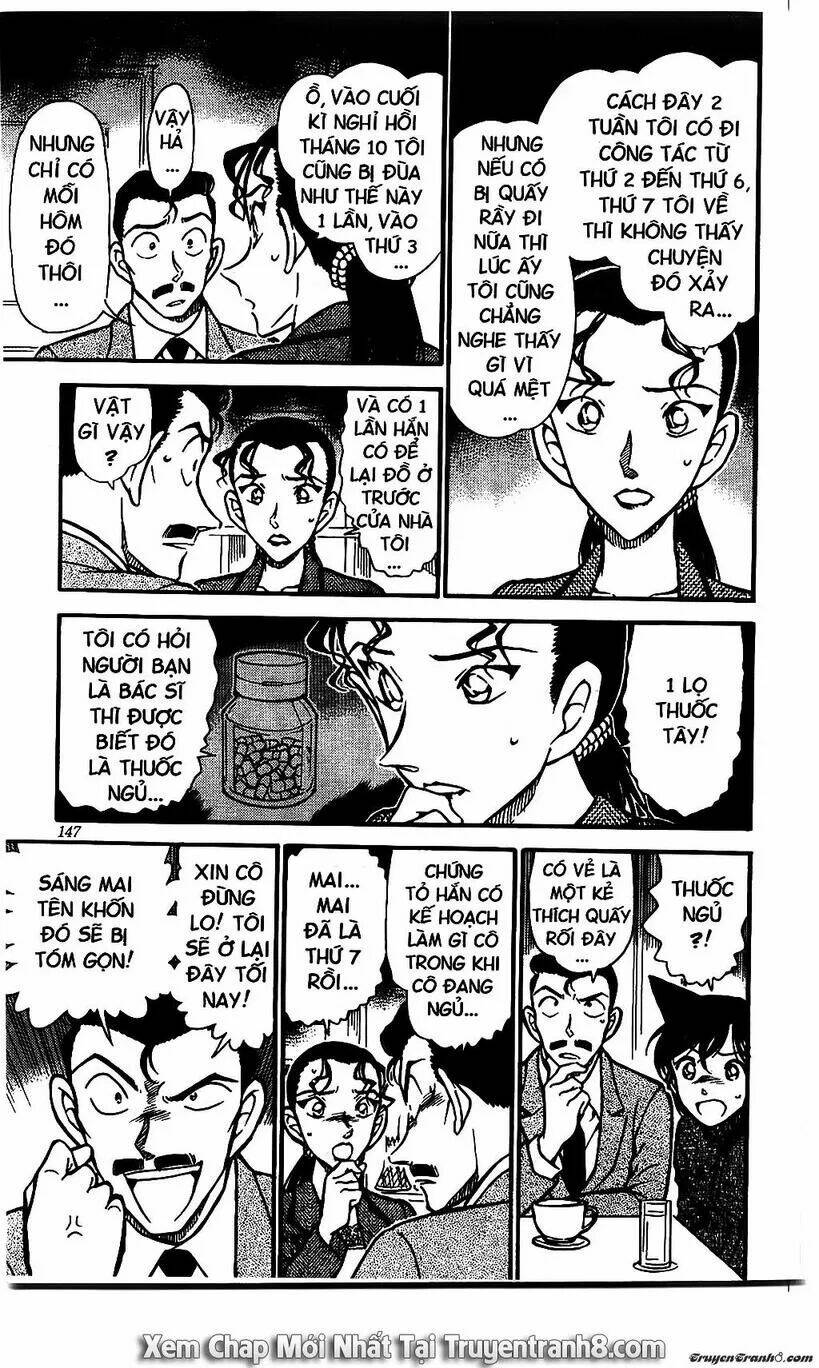 CÁCH ĐÂY 2
TUẦN TÔI CÓ ĐI
CÔNG TÁC TỪ
THỨ 2 ĐẾN THỨ 6,
THỨ 7 TÔI VỀ
THÌ KHÔNG THẤY
CHUYỆN
ĐÓ XẢY
RA...
NHƯNG
NẾU CÓ
BỊ QUẤY
RẦY ĐI
NỮA THÌ
LÚC ẤY
TÔI CŨNG
CHẲNG
NGHE THẤY
GÌ VÌ
QUÁ MỆT
...
Ồ, VÀO CUỐI
KÌ NGHỈ HỒI
THÁNG 10 TÔI
CŨNG BỊ ĐÙA
NHƯ THẾ NÀY
1 LẦN, VÀO
THỨ 3
...
VẬY
HẢ
...
NHƯNG
CHỈ CÓ
MỖI
HÔM
ĐÓ
THÔI
...
VÀ CÓ 1
LẦN HẮN
CÓ ĐỂ
LẠI ĐỒ Ở
TRƯỚC
CỬA NHÀ
TÔI
...
VẬT
GÌ VẬY
?
1 LỌ
THUỐC
TÂY!
TÔI CÓ HỎI
NGƯỜI BẠN
LÀ BÁC SĨ
THÌ ĐƯỢC
BIẾT ĐÓ
LÀ THUỐC
NGỦ...
147
THUỐC
NGỦ
?!
CÓ VẺ LÀ
MỘT KẺ
THÍCH QUẤY
RỐI ĐÂY
...
CHỨNG
TỎ HẮN CÓ
KẾ HOẠCH
LÀM GÌ CÔ
TRONG KHI
CÔ ĐANG
NGỦ...
MAI...
MAI
ĐÃ LÀ
THỨ 7
RỒI...
XIN CÔ
ĐỪNG
LO! TÔI
SẼ Ở LẠI
ĐÂY TỐI
NAY!
SÁNG MAI
TÊN KHỐN
ĐÓ SẼ BỊ
TÓM GỌN!
Xem Chap Mới Nhất Tại Truyentranh8.com
TruyenTranh8.com